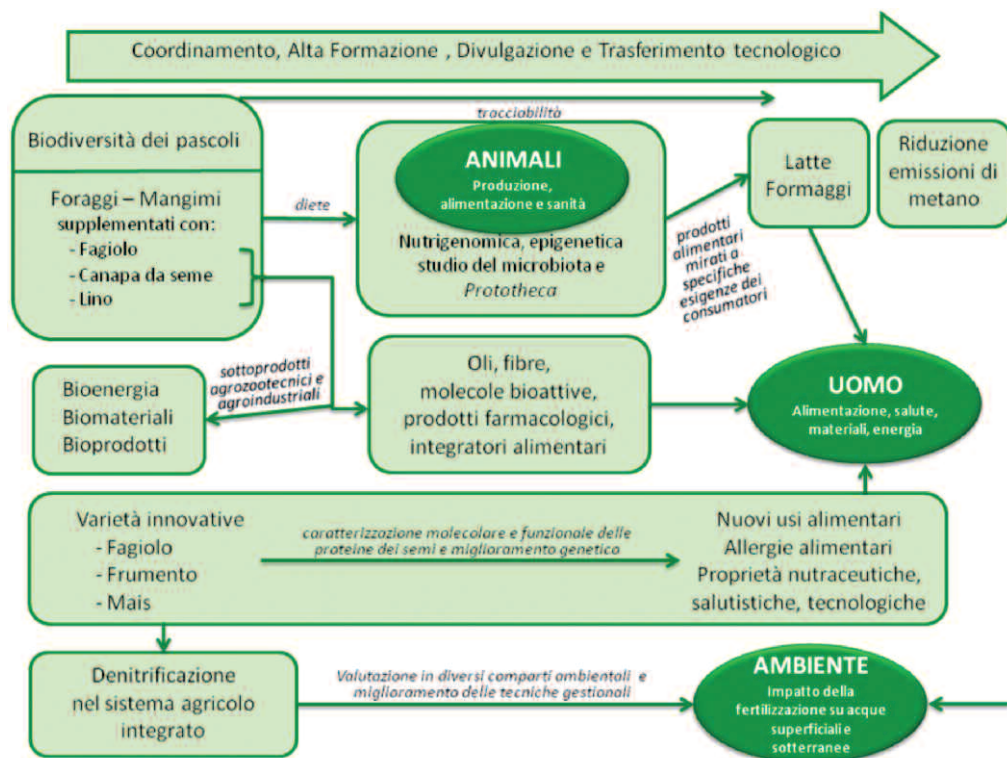 Coordinamento, Alta Formazione , Divulgazione e Trasferimento tecnologico
Biodiversità dei pascoli
Foraggi – Mangimi
supplementati con:
- Fagiolo
- Canapa da seme
- Lino
tracciabilità
diete
ANIMALI
Produzione,
alimentazione e sanità
Nutrigenomica, epigenetica
studio del microbiota e
Prototheca
prodotti
alimentari
mirati a
specifiche
esigenze dei
consumatori
Latte
Formaggi
Riduzione
emissioni di
metano
sottoprodotti
agrozootecnici e
agroindustriali
Bioenergia
Biomateriali
Bioprodotti
Oli, fibre,
molecole bioattive,
prodotti farmacologici,
integratori alimentari
UOMO
Alimentazione, salute,
materiali, energia
Varietà innovative
- Fagiolo
- Frumento
- Mais
caratterizzazione molecolare e funzionale delle
proteine dei semi e miglioramento genetico
Nuovi usi alimentari
Allergie alimentari
Proprietà nutraceutiche,
salutistiche, tecnologiche
Denitrificazione
nel sistema agricolo
integrato
Valutazione in diversi comparti ambientali e
miglioramento delle tecniche gestionali
AMBIENTE
Impatto della
fertilizzazione su acque
superficiali e
sotterranee